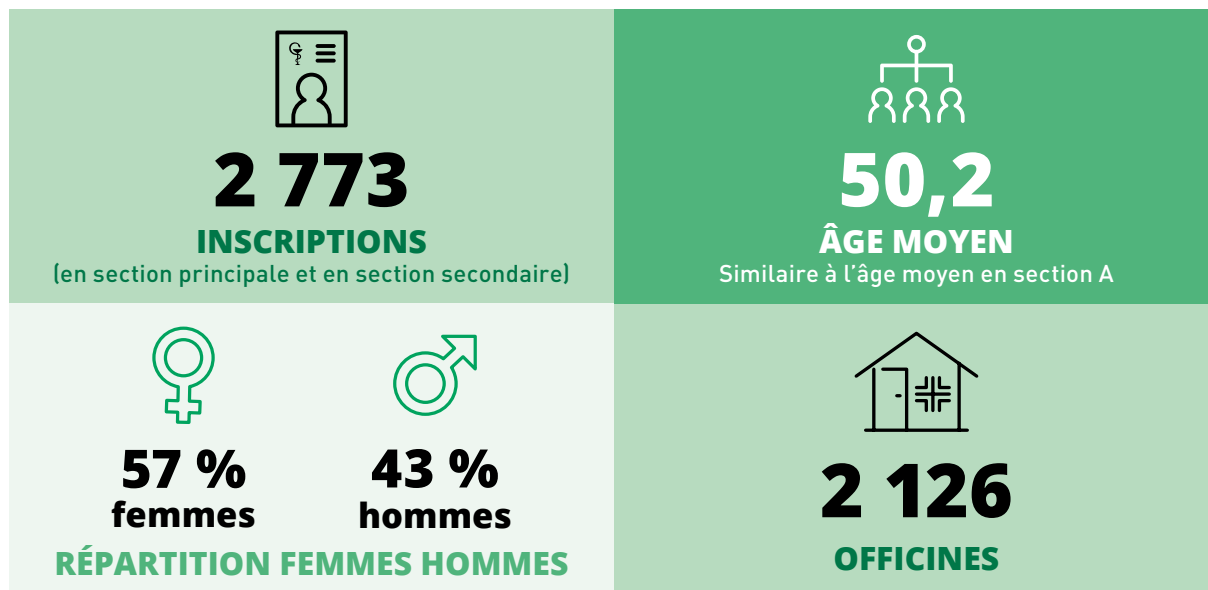 2 773
INSCRIPTIONS
(en section principale et en section secondaire)
50,2
ÂGE MOYEN
Similaire à l’âge moyen en section A
57 %
femmes
43 %
hommes
RÉPARTITION FEMMES HOMMES
2 126
OFFICINES